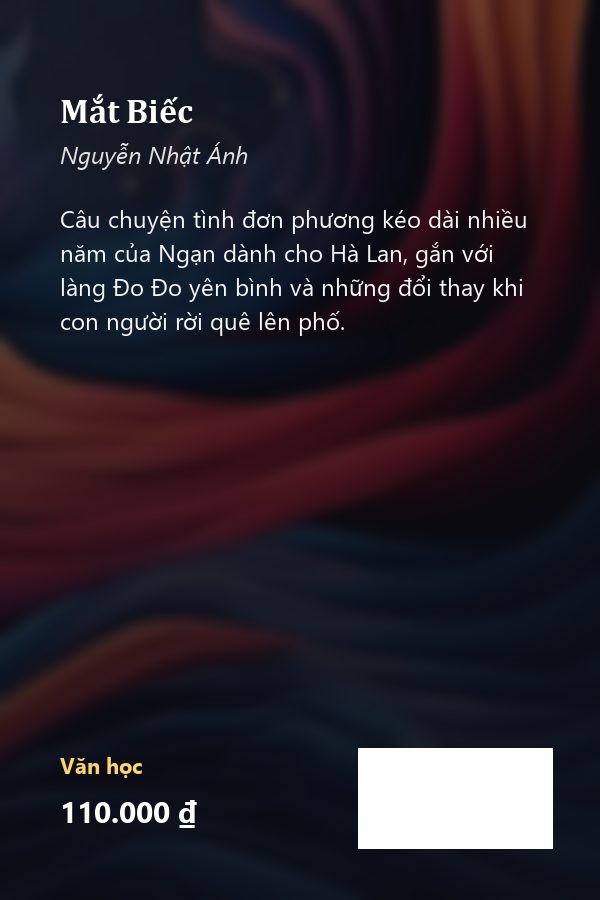 Mắt Biếc
Nguyễn Nhật Ánh
Câu chuyện tình đơn phương kéo dài nhiều
năm của Ngạn dành cho Hà Lan, gắn với
làng Đo Đo yên bình và những đổi thay khi
con người rời quê lên phố.
Văn học
110.000 ₫